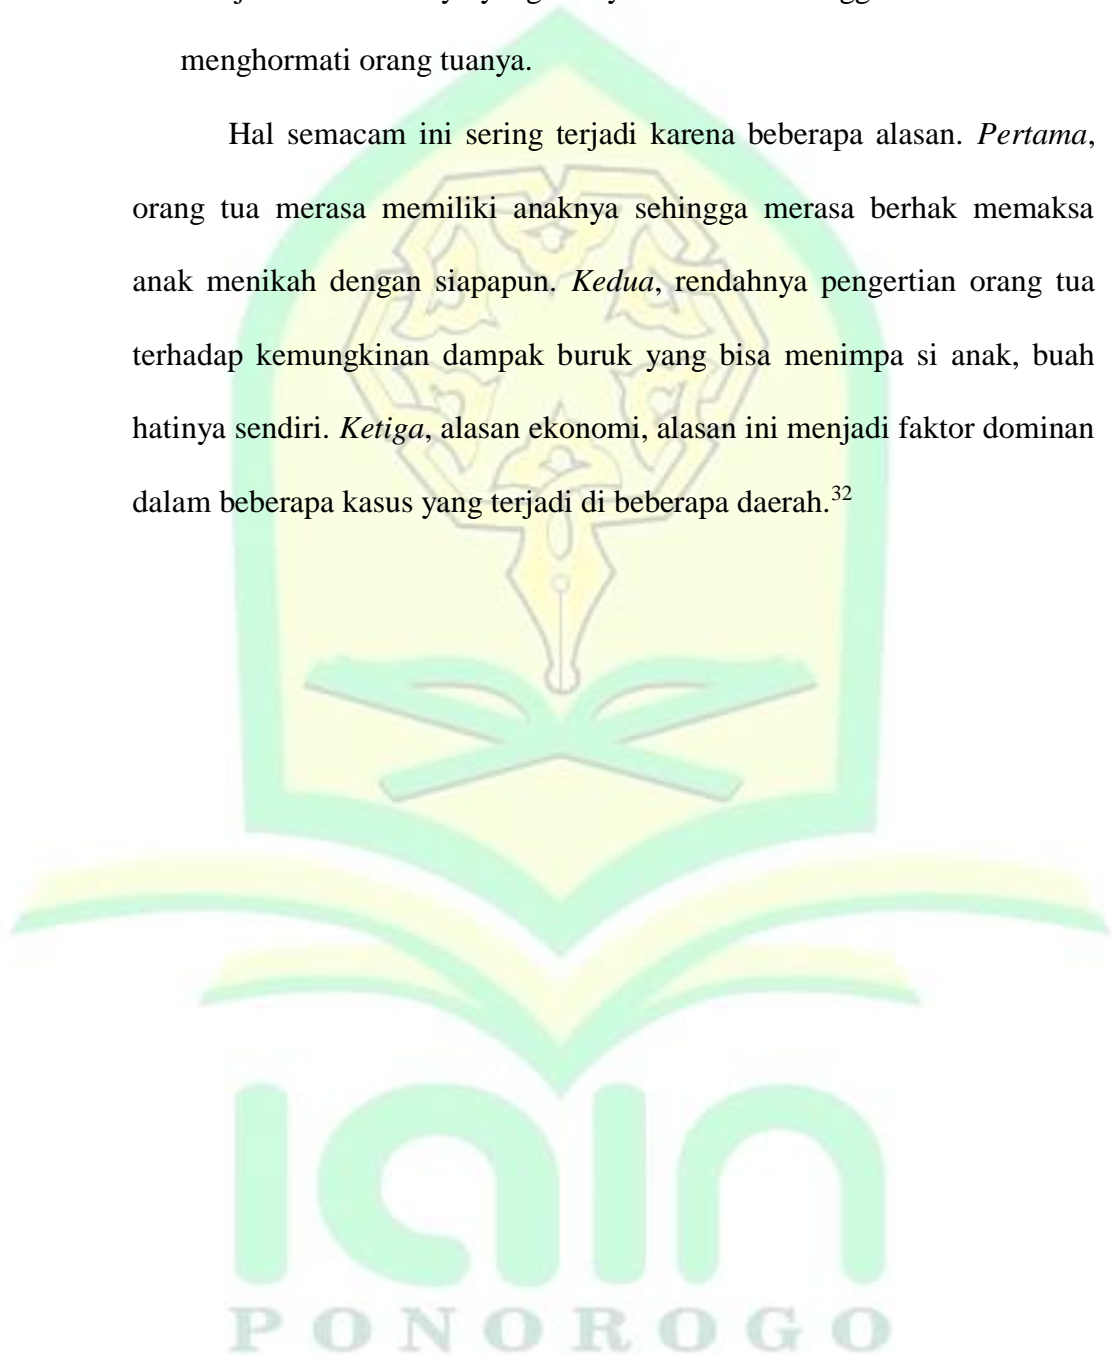 menghormati orang tuanya.
Hal semacam ini sering terjadi karena beberapa alasan. Pertama,
orang tua merasa memiliki anaknya sehingga merasa berhak memaksa
anak menikah dengan siapapun. Kedua, rendahnya pengertian orang tua
terhadap kemungkinan dampak buruk yang bisa menimpa si anak, buah
hatinya sendiri. Ketiga, alasan ekonomi, alasan ini menjadi faktor dominan
dalam beberapa kasus yang terjadi di beberapa daerah.32
iain
PONOROGO